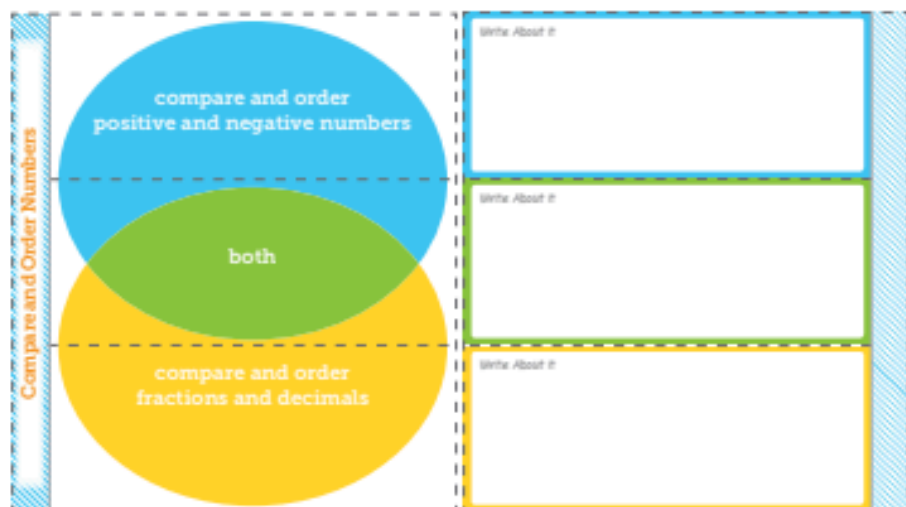 Compare and Order Numbers
compare and order
positive and negative numbers
both
compare and order
fractions and decimals
Write About It
Write About It
Write About It